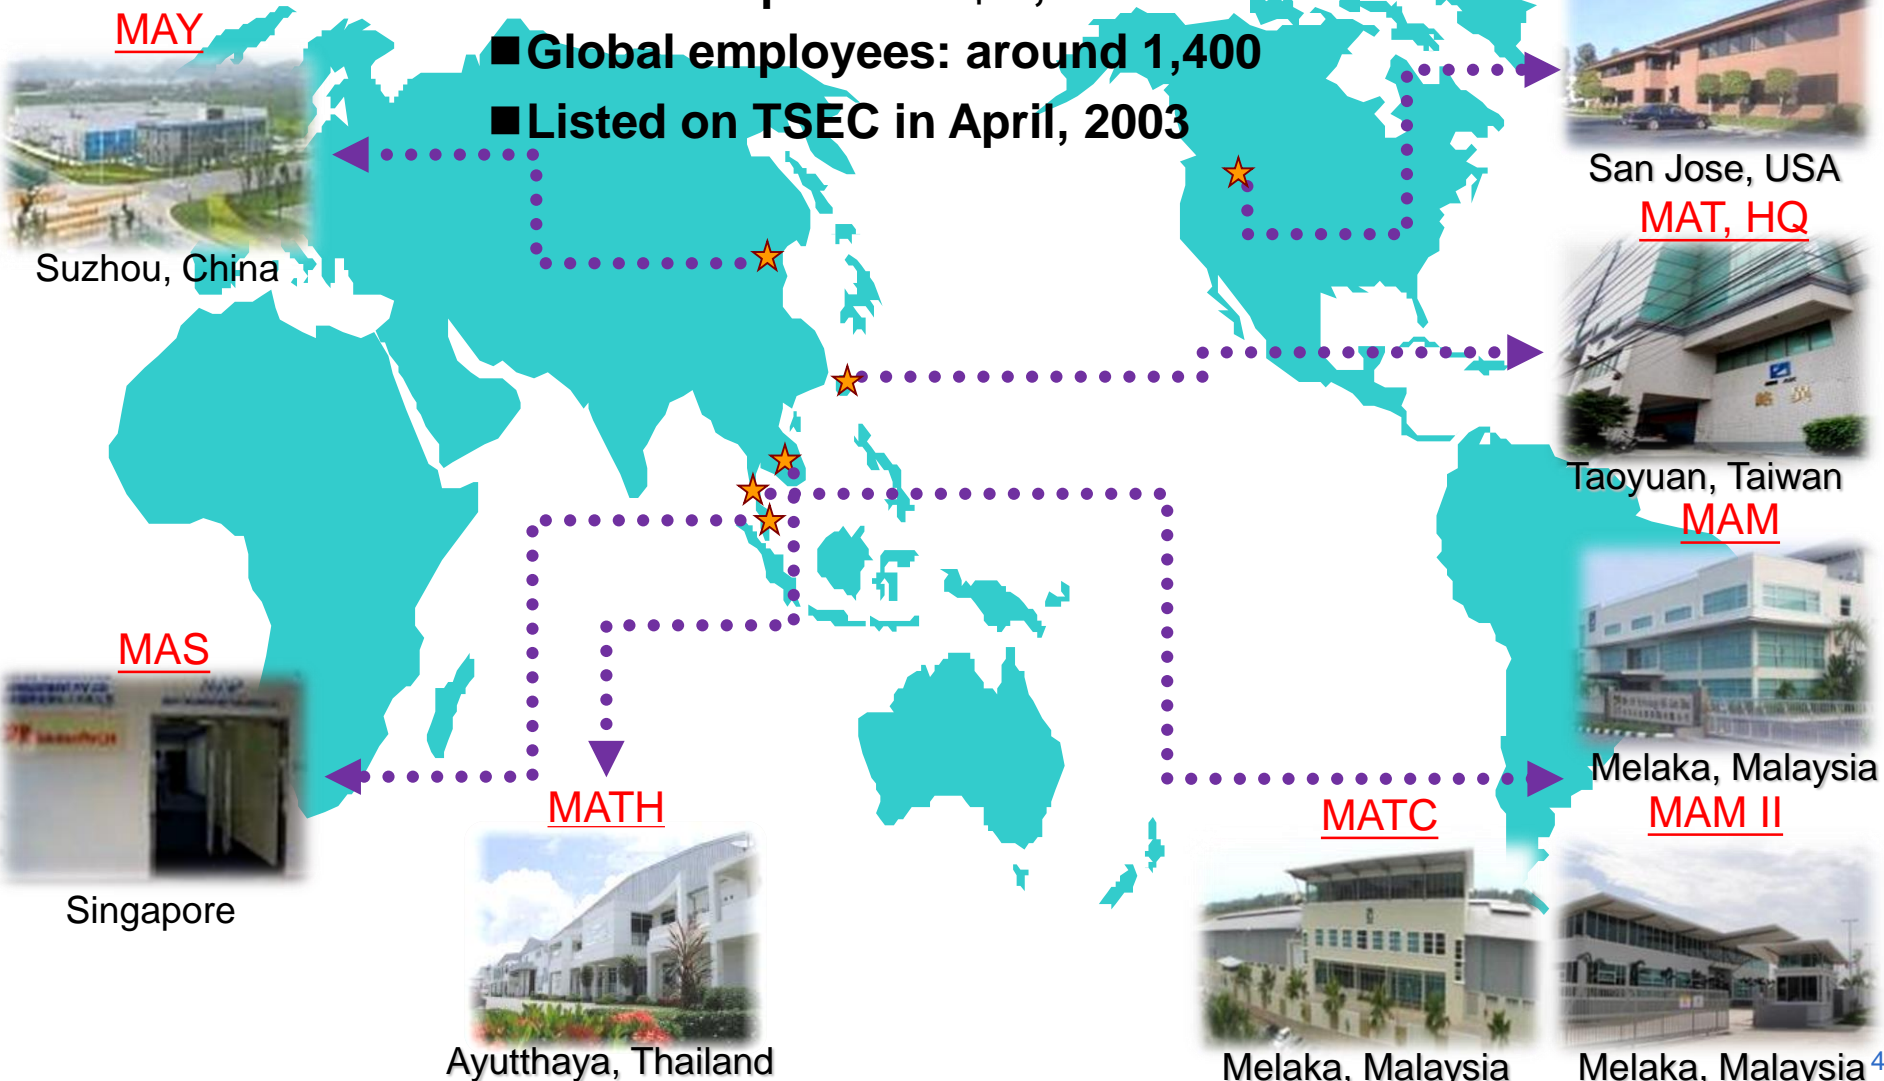 MAY
■Global employees: around 1,400
■Listed on TSEC in April, 2003
Suzhou, China
San Jose, USA
MAT, HQ
Taoyuan, Taiwan
MAM
Melaka, Malaysia
MAS
Singapore
MATH
Ayutthaya, Thailand
MATC
Melaka, Malaysia
MAM II
Melaka, Malaysia
4